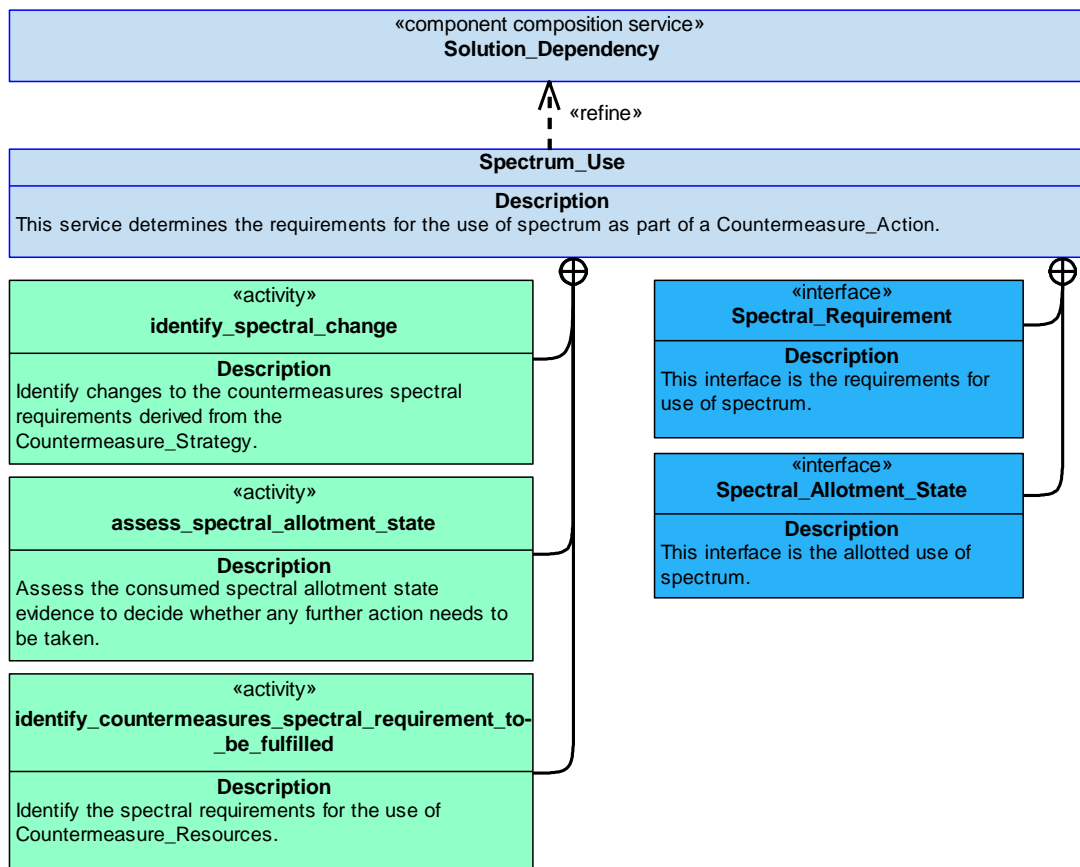 «component composition service»
Solution_Dependency
«refine»
Spectrum_Use
Description
This service determines the requirements for the use of spectrum as part of a Countermeasure_Action.
«activity»
identify_spectral_change
Description
Identify changes to the countermeasures spectral
requirements derived from the
Countermeasure_Strategy.
«activity»
assess_spectral_allotment_state
Description
Assess the consumed spectral allotment state
evidence to decide whether any further action needs to
be taken.
«activity»
identify_countermeasures_spectral_requirement_to-
_be_fulfilled
Description
Identify the spectral requirements for the use of
Countermeasure_Resources.
«interface»
Spectral_Requirement
Description
This interface is the requirements for
use of spectrum.
«interface»
Spectral_Allotment_State
Description
This interface is the allotted use of
spectrum.